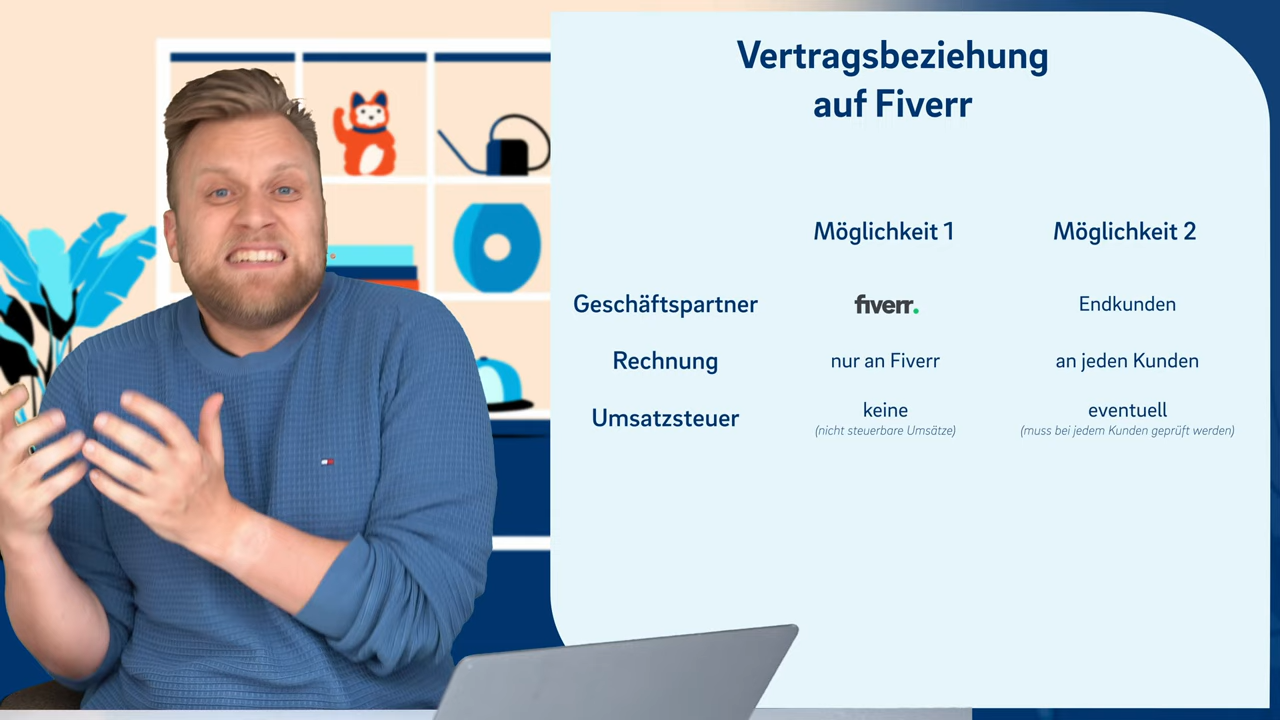 Vertragsbeziehung
auf Fiverr
Möglichkeit 1 Möglichkeit 2
Geschäftspartner fiverr. Endkunden
Rechnung nur an Fiverr an jeden Kunden
Umsatzsteuer keine eventuell
(nicht steuerbare Umsätze) (muss bei jedem Kunden geprüft werden)